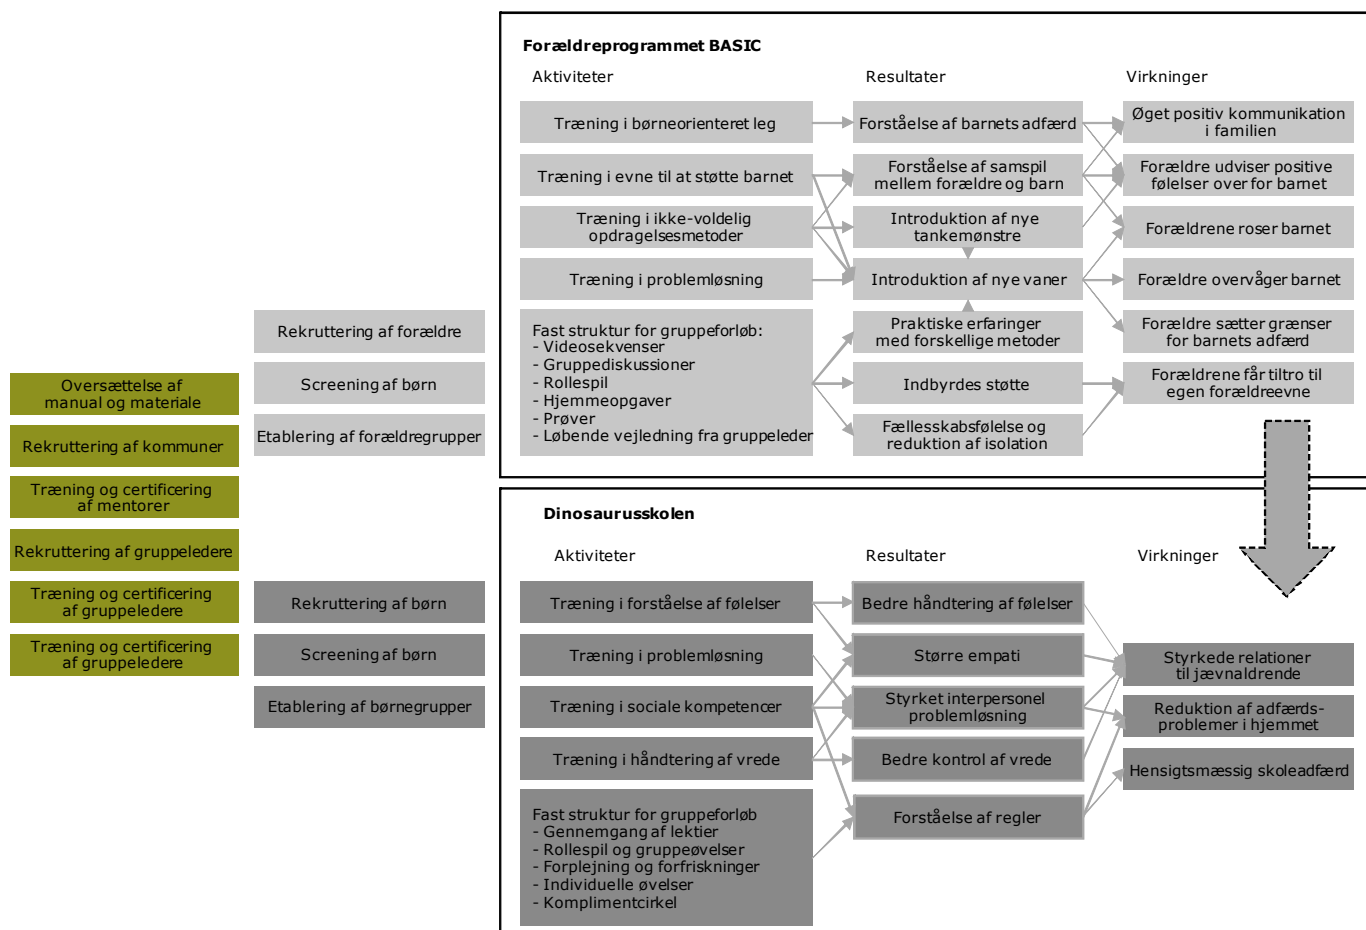 Oversættelse af
manual og materiale
Rekruttering af kommuner
Træning og certificering
af mentorer
Rekruttering af gruppeledere
Træning og certificering
af gruppeledere
Træning og certificering
af gruppeledere
Rekruttering af forældre
Screening af børn
Etablering af forældregrupper
Rekruttering af børn
Screening af børn
Etablering af børnegrupper
Forældreprogrammet BASIC
Aktiviteter
Træning i børneorienteret leg
Træning i evne til at støtte barnet
Træning i ikke-voldelig
opdragelsesmetoder
Træning i problemløsning
Fast struktur for gruppeforløb:
- Videosekvenser
- Gruppediskussioner
- Rollespil
- Hjemmeopgaver
- Prøver
- Løbende vejledning fra gruppeleder
Resultater
Forståelse af barnets adfærd
Forståelse af samspil
mellem forældre og barn
Introduktion af nye
tankemønstre
Introduktion af nye vaner
Praktiske erfaringer
med forskellige metoder
Indbyrdes støtte
Fællesskabsfølelse og
reduktion af isolation
Virkninger
Øget positiv kommunikation
i familien
Forældre udviser positive
følelser over for barnet
Forældrene roser barnet
Forældre overvåger barnet
Forældre sætter grænser
for barnets adfærd
Forældrene får tiltro til
egen forældreevne
Dinosaurusskolen
Aktiviteter
Træning i forståelse af følelser
Træning i problemløsning
Træning i sociale kompetencer
Træning i håndtering af vrede
Fast struktur for gruppeforløb
- Gennemgang af lektier
- Rollespil og gruppeøvelser
- Forplejning og forfriskninger
- Individuelle øvelser
- Komplimentcirkel
Resultater
Bedre håndtering af følelser
Større empati
Styrket interpersonel
problemløsning
Bedre kontrol af vrede
Forståelse af regler
Virkninger
Styrkede relationer
til jævnaldrende
Reduktion af adfærds-
problemer i hjemmet
Hensigtsmæssig skoleadfærd